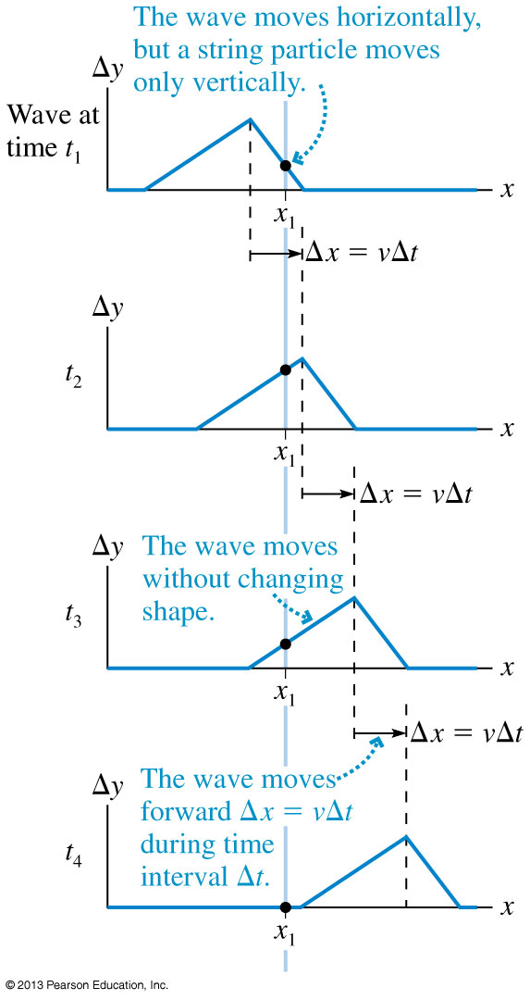 The wave moves horizontally,
but a string particle moves
only vertically.
Δy
Wave at
time t₁
x
x₁
Δx = vΔt
Δy
t₂
x
x₁
Δx = vΔt
Δy
The wave moves
without changing
shape.
t₃
x
x₁
Δx = vΔt
Δy
The wave moves
forward Δx = vΔt
during time
interval Δt.
t₄
x
x₁
© 2013 Pearson Education, Inc.